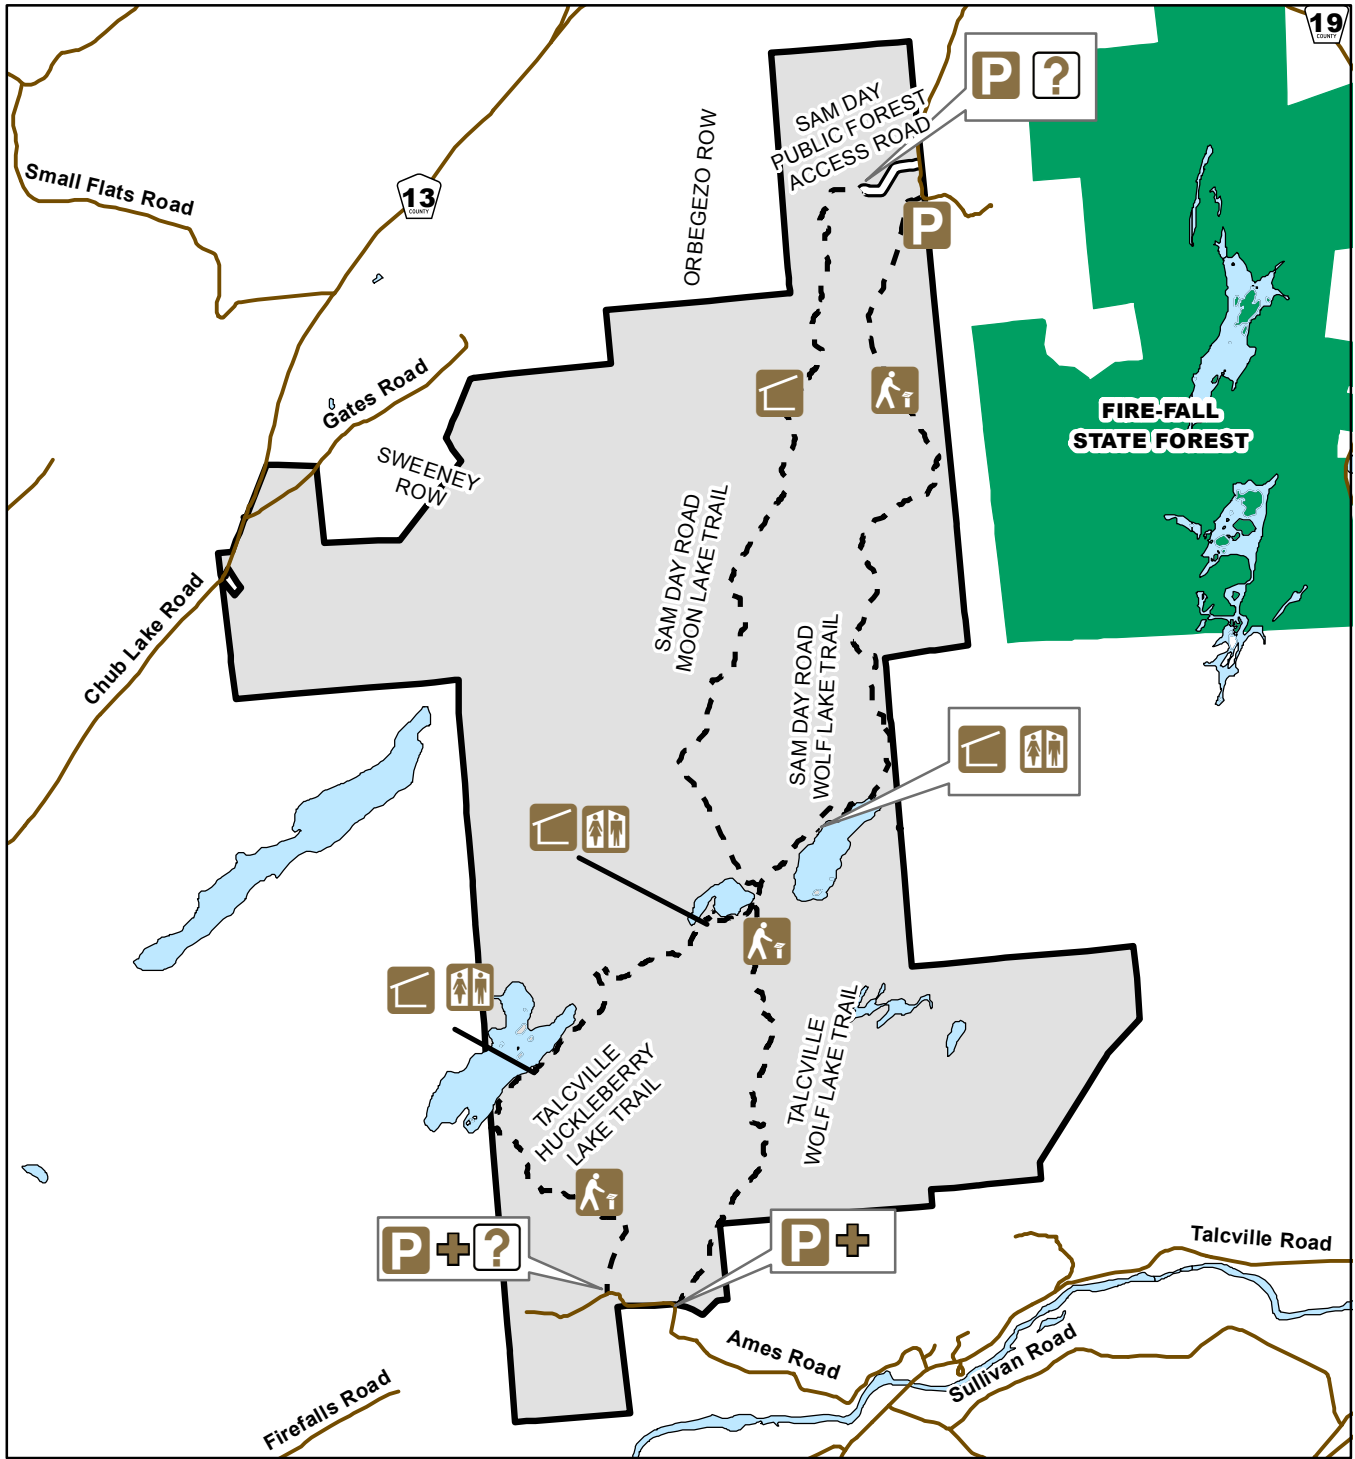 19
COUNTY
P ?
SAM DAY
PUBLIC FOREST
ACCESS ROAD
ORBEGEZO ROW
Small Flats Road
13
COUNTY
P
Gates Road
FIRE-FALL
STATE FOREST
SWEENEY
ROW
SAM DAY ROAD
MOON LAKE TRAIL
Chub Lake Road
SAM DAY ROAD
WOLF LAKE TRAIL
TALCVILLE
HUCKLEBERRY
LAKE TRAIL
TALCVILLE
WOLF LAKE TRAIL
P + ?
P +
Talcville Road
Ames Road
Sullivan Road
Firefalls Road